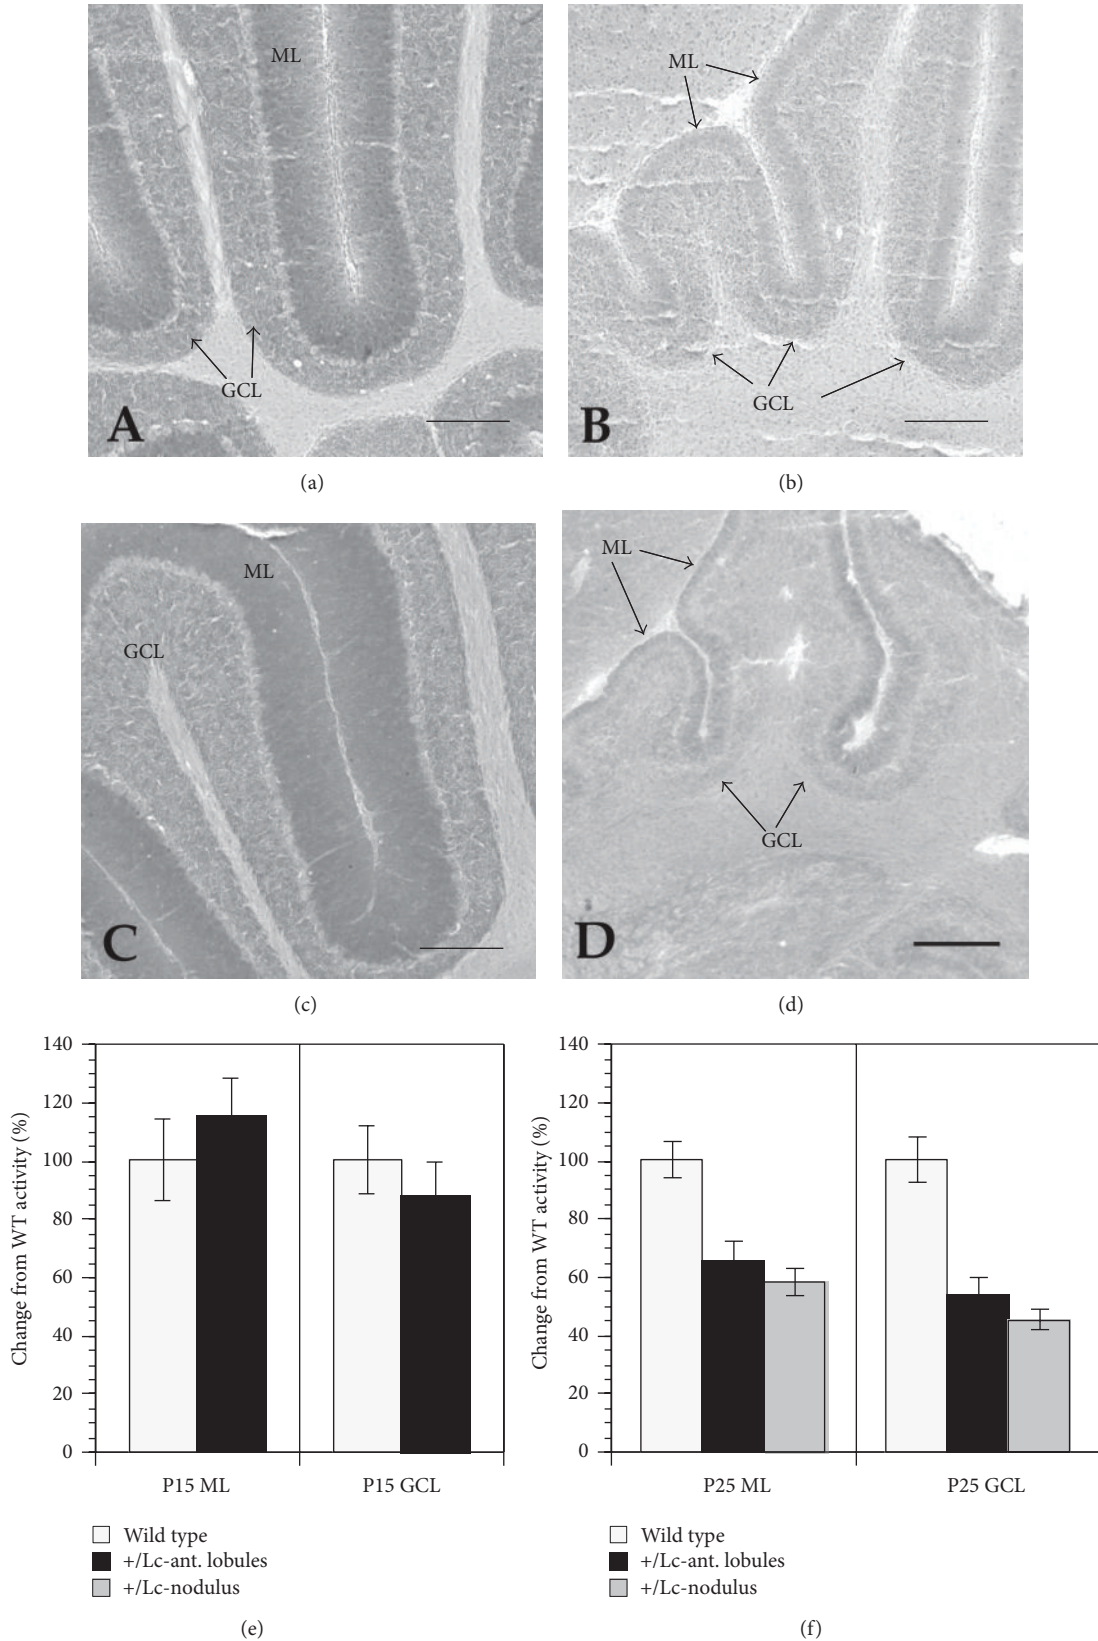 ML
GCL
A
(a)
ML
GCL
B
(b)
ML
GCL
C
(c)
ML
GCL
D
(d)
Change from WT activity (%)
140
120
100
80
60
40
20
0
P15 ML
P15 GCL
Wild type
+/Lc-ant. lobules
+/Lc-nodulus
(e)
Change from WT activity (%)
140
120
100
80
60
40
20
0
P25 ML
P25 GCL
Wild type
+/Lc-ant. lobules
+/Lc-nodulus
(f)